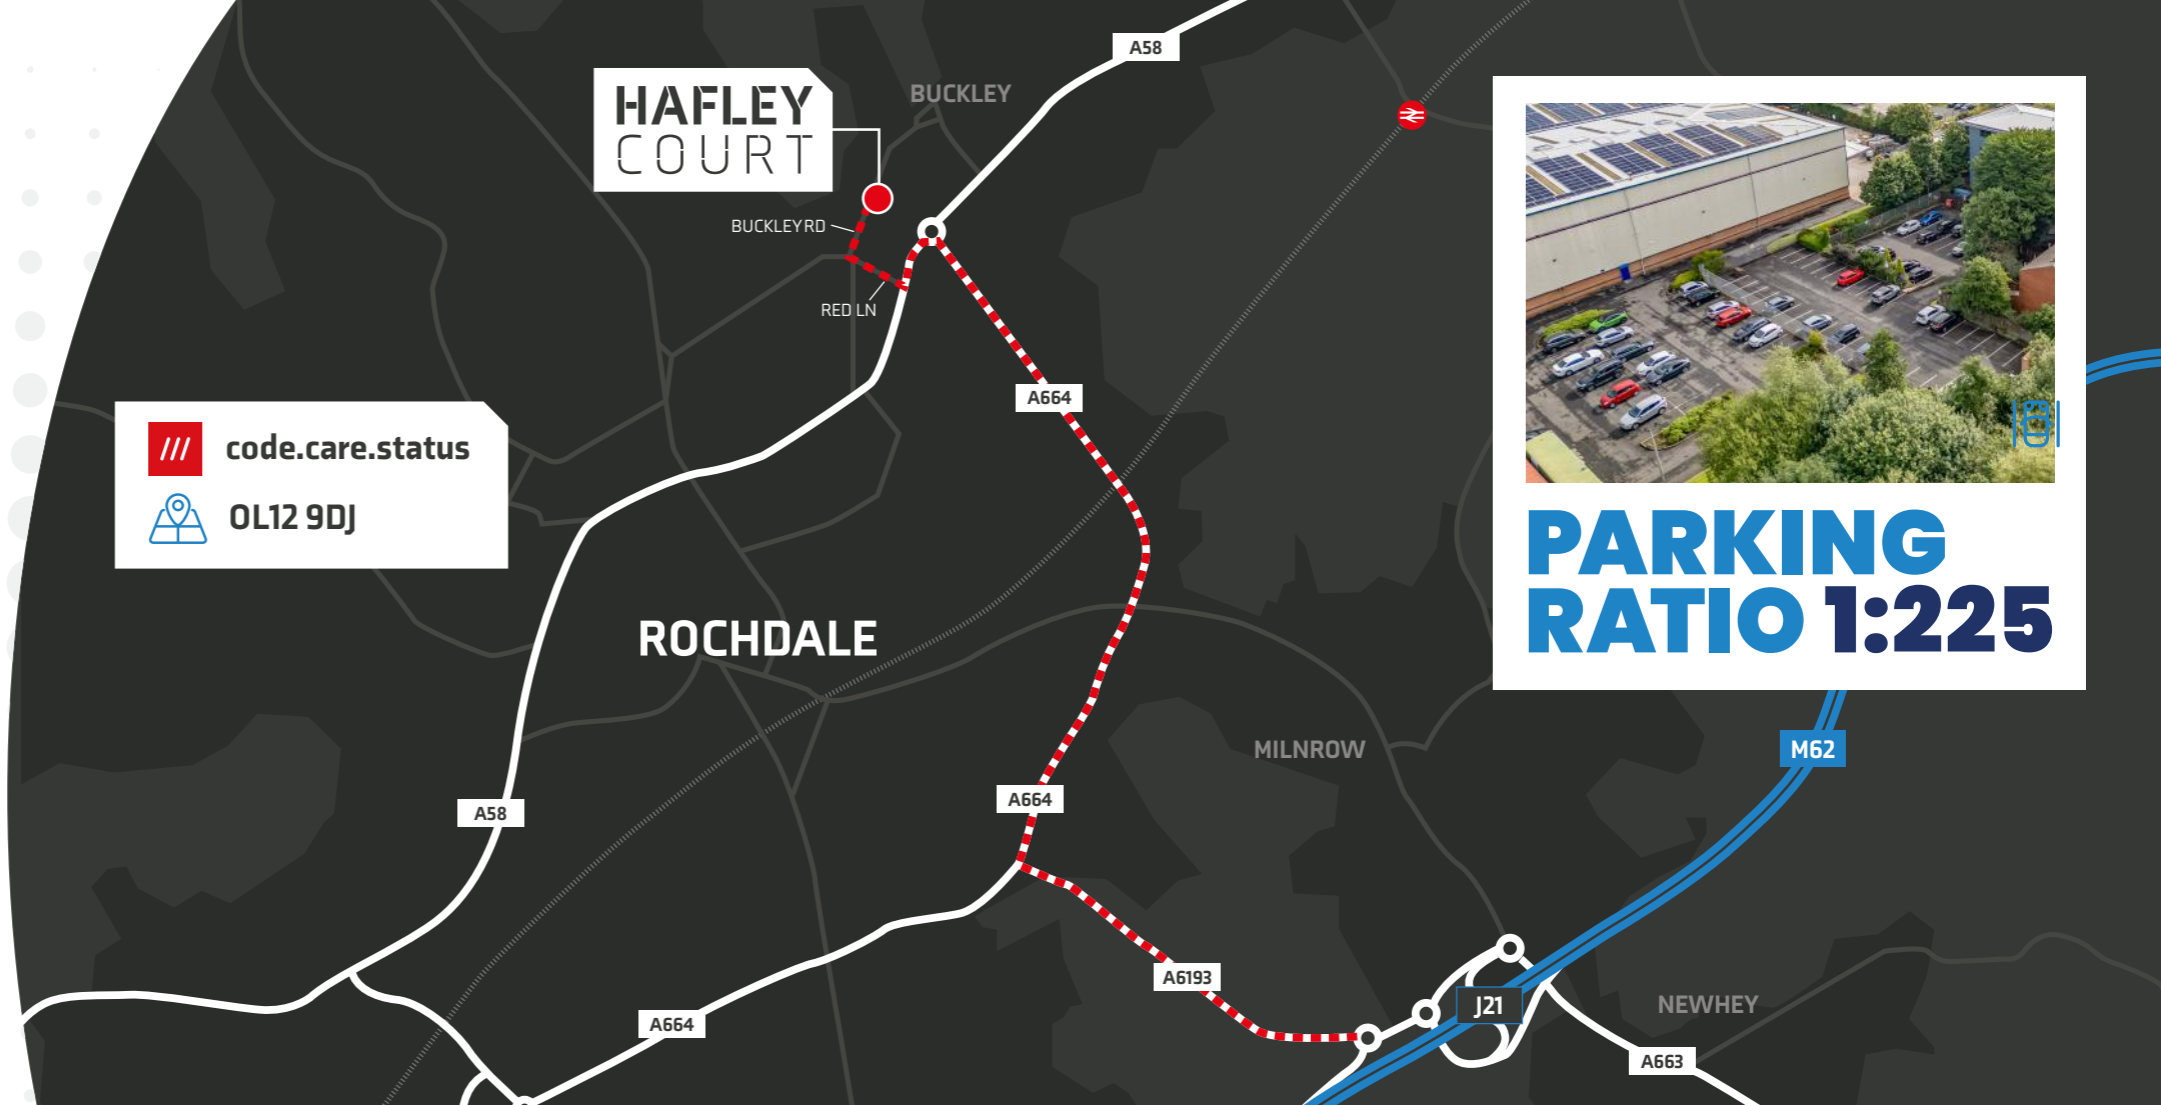 A58
HAFLEY
COURT
BUCKLEY
BUCKLEY RD
RED LN
A664
code.care.status
OL12 9DJ
PARKING
RATIO 1:225
ROCHDALE
MILNROW
M62
A664
A58
A6193
J21
NEWHEY
A664
A663